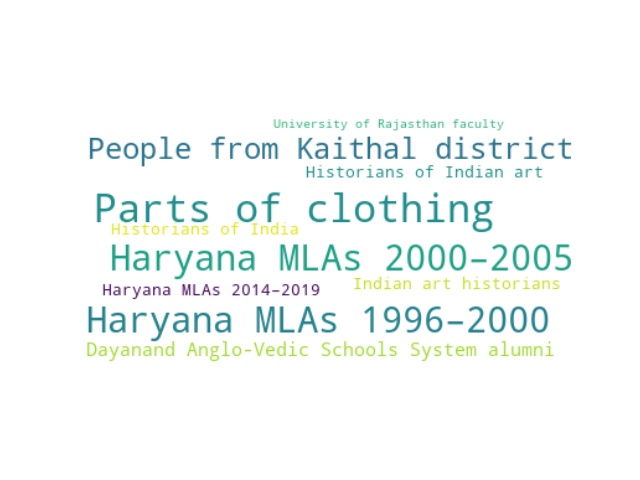 University of Rajasthan faculty
People from Kaithal district
Historians of Indian art
Parts of clothing
Historians of India
Haryana MLAs 2000–2005
Indian art historians
Haryana MLAs 2014–2019
Haryana MLAs 1996–2000
Dayanand Anglo-Vedic Schools System alumni